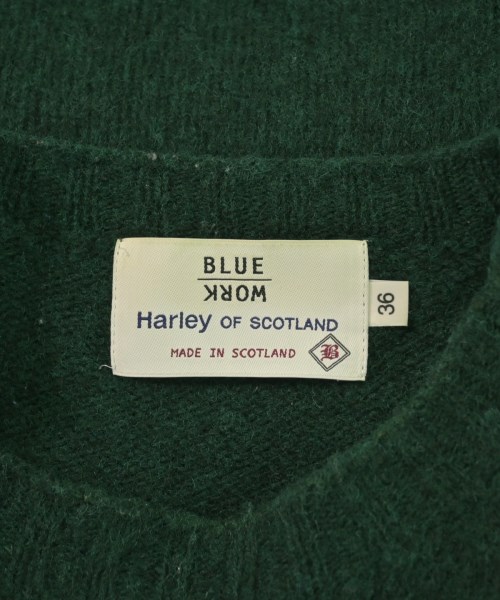 BLUE
WORK
Harley OF SCOTLAND
MADE IN SCOTLAND
B
36